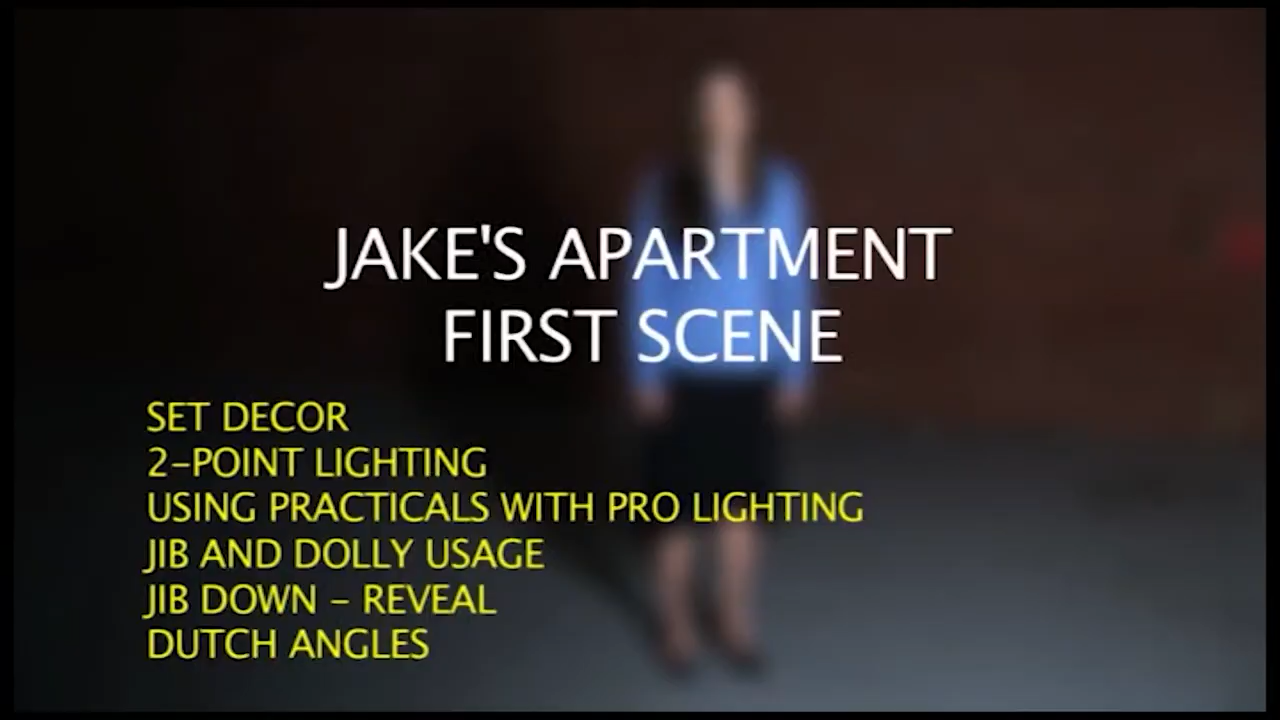 JAKE'S APARTMENT
FIRST SCENE
SET DECOR
2-POINT LIGHTING
USING PRACTICALS WITH PRO LIGHTING
JIB AND DOLLY USAGE
JIB DOWN - REVEAL
DUTCH ANGLES